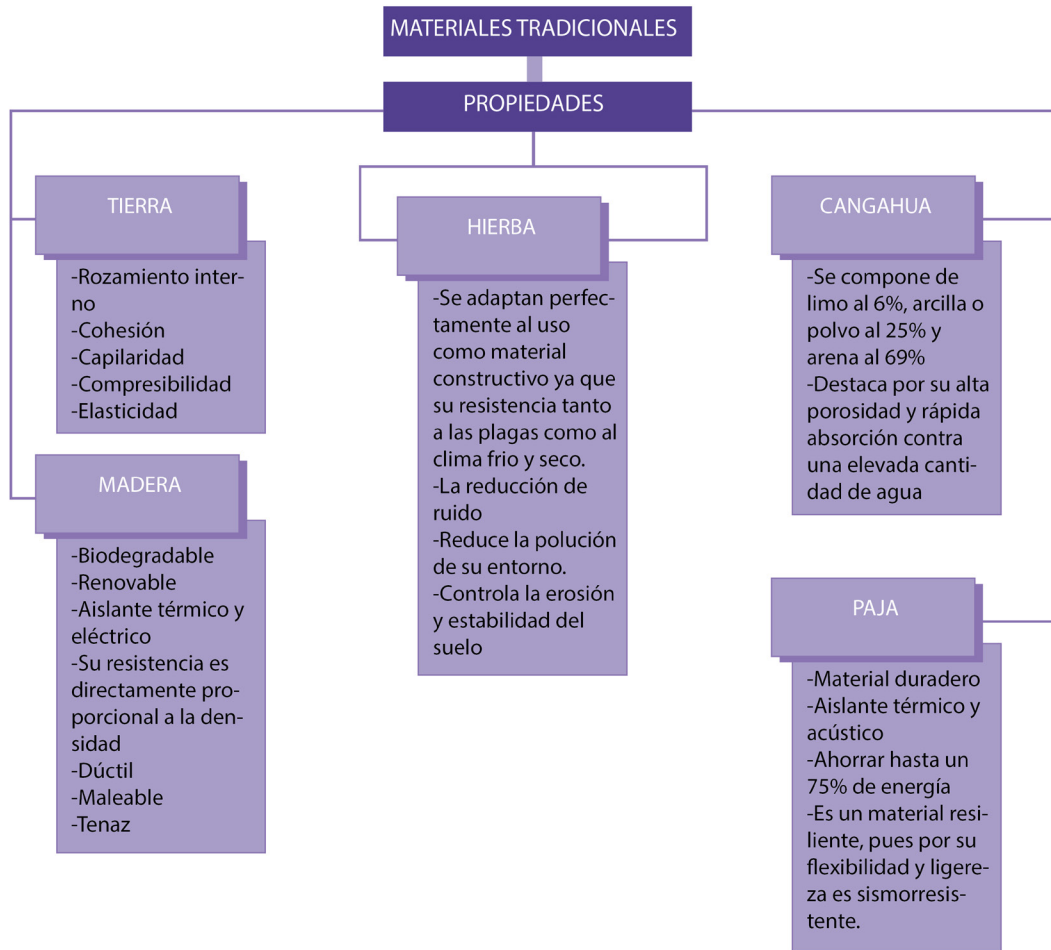 MATERIALES TRADICIONALES
PROPIEDADES
TIERRA
-Rozamiento inter-
no
-Cohesión
-Capilaridad
-Compresibilidad
-Elasticidad
MADERA
-Biodegradable
-Renovable
-Aislante térmico y
eléctrico
-Su resistencia es
directamente pro-
porcional a la den-
sidad
-Dúctil
-Maleable
-Tenaz
HIERBA
-Se adaptan perfec-
tamente al uso
como material
constructivo ya que
su resistencia tanto
a las plagas como al
clima frio y seco.
-La reducción de
ruido
-Reduce la polución
de su entorno.
-Controla la erosión
y estabilidad del
suelo
CANGAHUA
-Se compone de
limo al 6%, arcilla o
polvo al 25% y
arena al 69%
-Destaca por su alta
porosidad y rápida
absorción contra
una elevada canti-
dad de agua
PAJA
-Material duradero
-Aislante térmico y
acústico
-Ahorrar hasta un
75% de energía
-Es un material resi-
liente, pues por su
flexibilidad y ligere-
za es sismorresis-
tente.